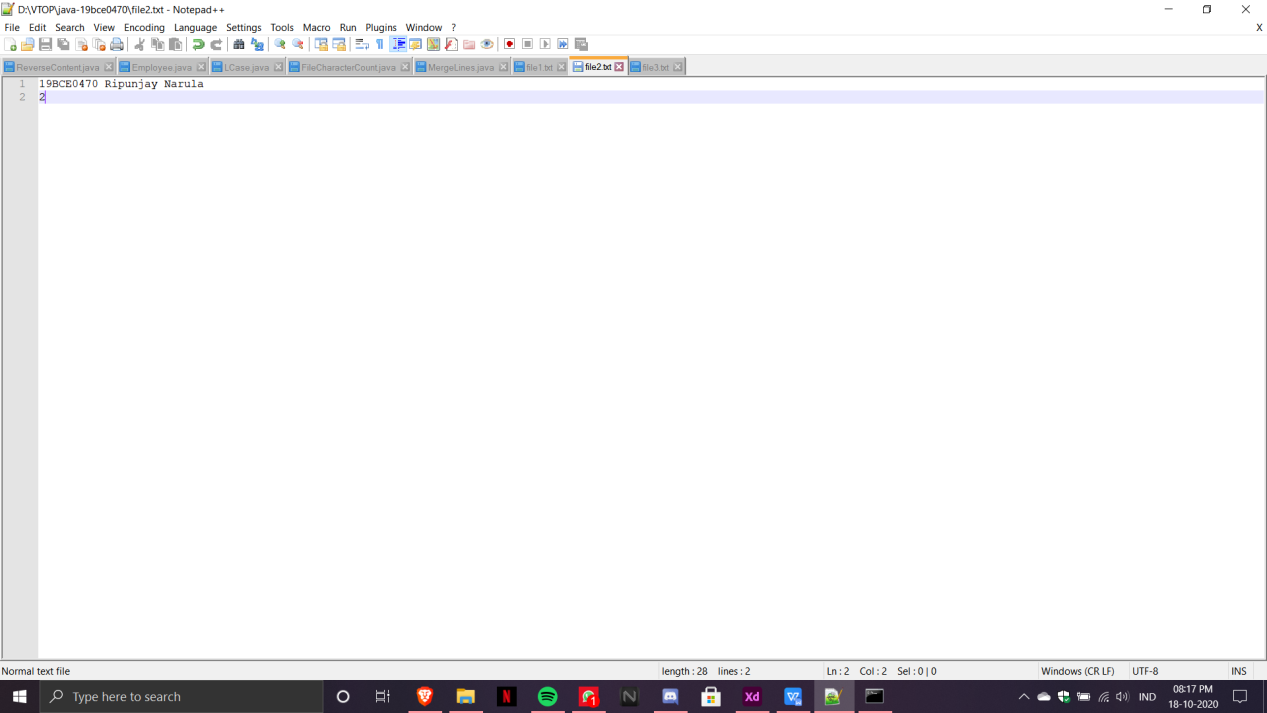 D:\VTOP\java-19bce0470\file2.txt - Notepad++
File Edit Search View Encoding Language Settings Tools Macro Run Plugins Window ? X
ReverseContent.java Employee.java LCase.java FileCharacterCount.java MergeLines.java file1.txt file2.txt file3.txt
1 19BCE0470 Ripunjay Narula
2 2
Normal text file length : 28 lines : 2 Ln : 2 Col : 2 Sel : 0 | 0 Windows (CR LF) UTF-8 INS
Type here to search N 1 N Xd IND 08:17 PM
18-10-2020